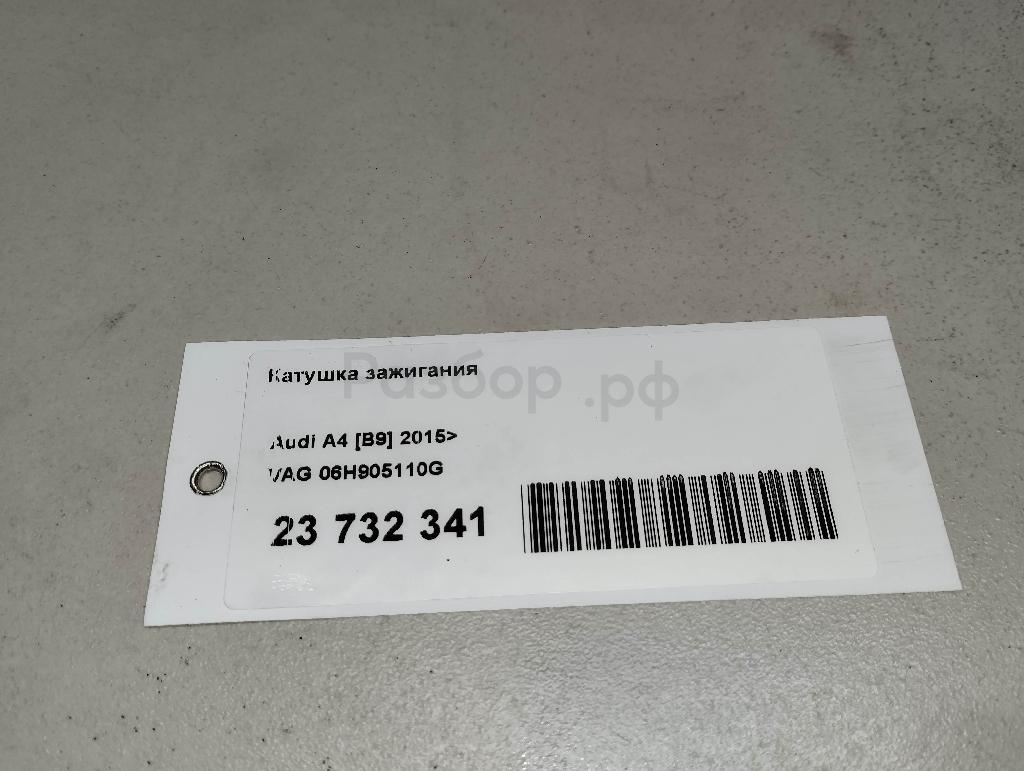 Катушка зажигания
Разбор.рф
Audi A4 [B9] 2015>
VAG 06H905110G
23 732 341